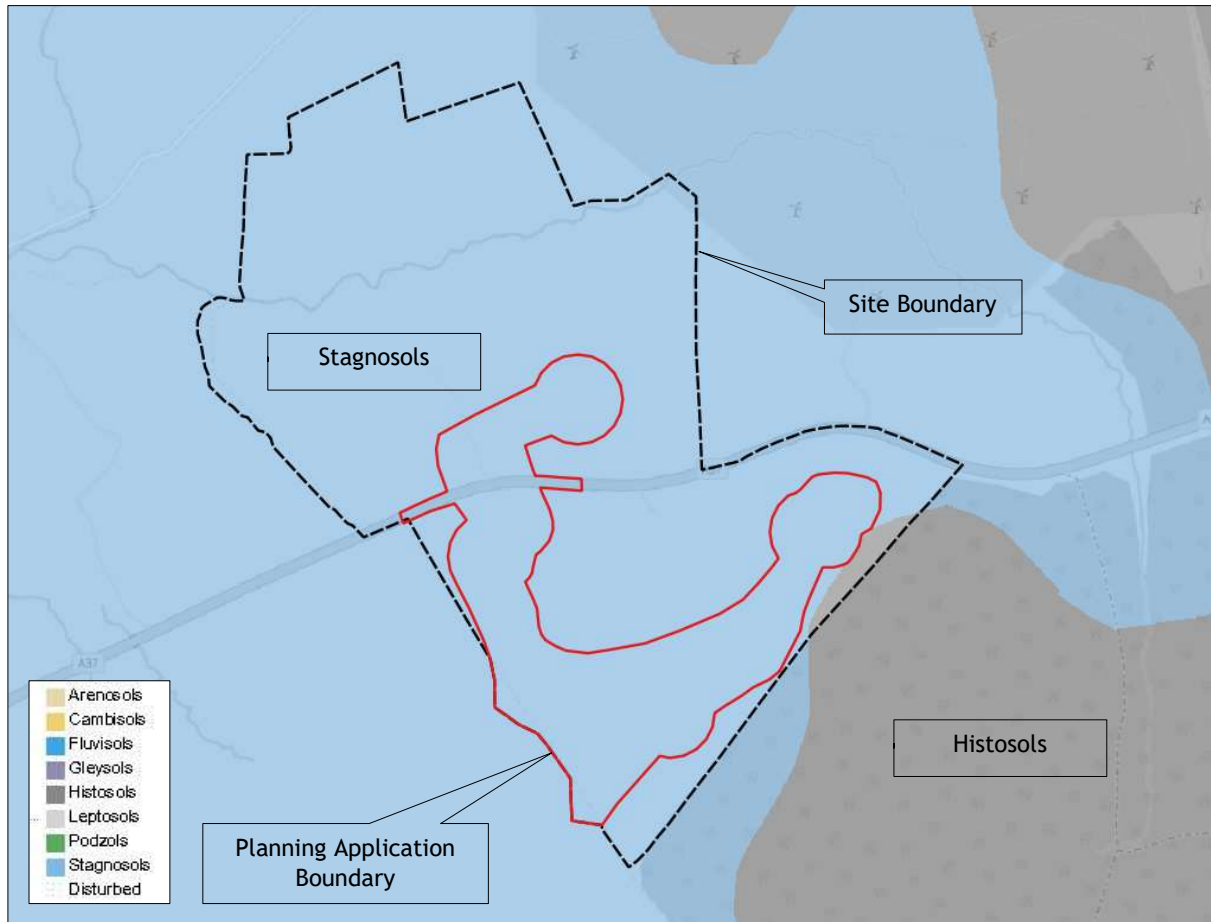 Site Boundary
Stagnosols
Histosols
A37
Arenosols
Cambisols
Fluvisols
Gleysols
Histosols
Leptosols
Podzols
Stagnosols
Disturbed
Planning Application
Boundary
A